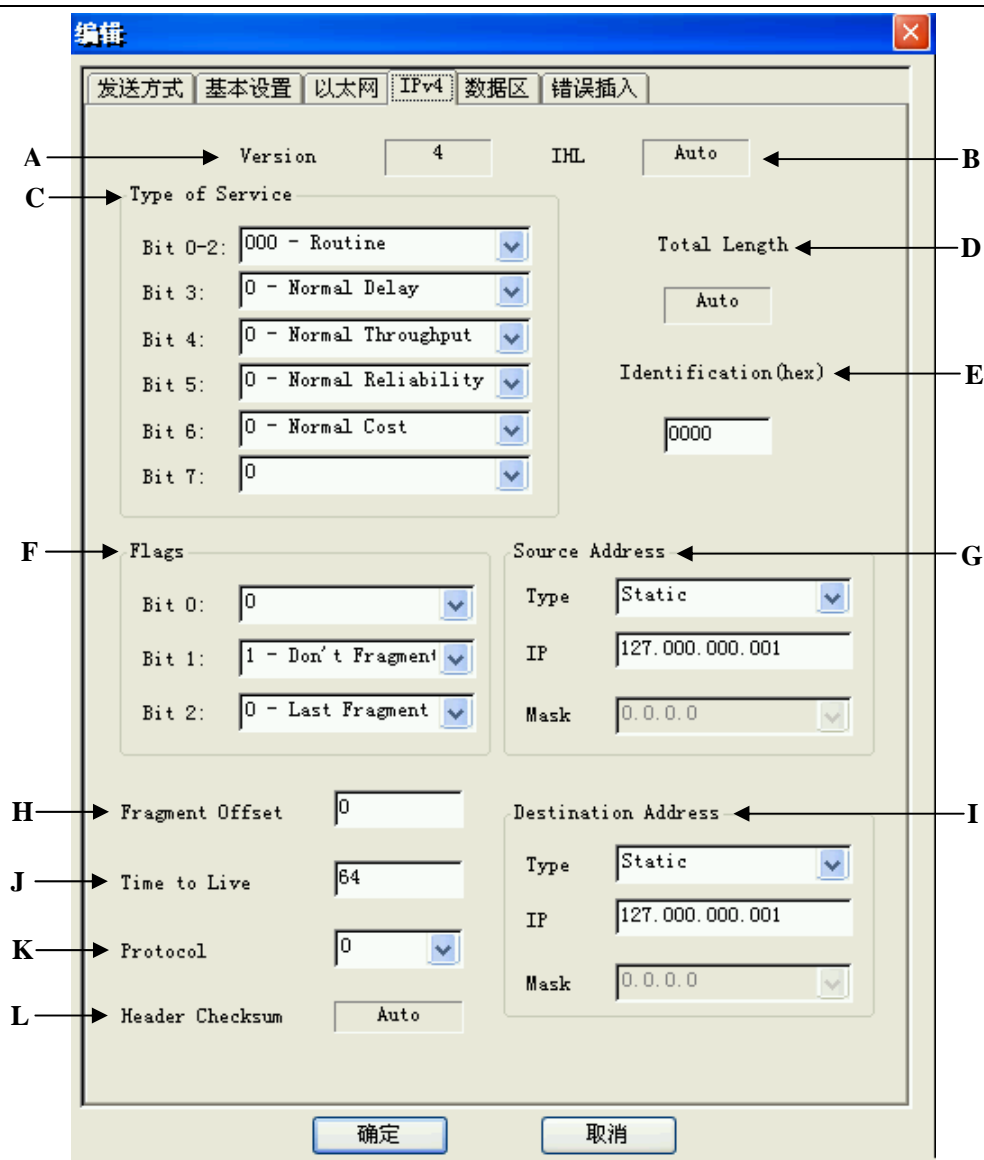 编辑
发送方式 基本设置 以太网 IPv4 数据区 错误插入
A Version 4 IHL Auto B
C Type of Service
Bit 0-2: 000 - Routine Total Length D
Bit 3: 0 - Normal Delay Auto
Bit 4: 0 - Normal Throughput
Bit 5: 0 - Normal Reliability Identification(hex) E
Bit 6: 0 - Normal Cost 0000
Bit 7: 0
F Flags Source Address G
Bit 0: 0 Type Static
Bit 1: 1 - Don't Fragment IP 127.000.000.001
Bit 2: 0 - Last Fragment Mask 0.0.0.0
H Fragment Offset 0 Destination Address I
J Time to Live 64 Type Static
K Protocol 0 IP 127.000.000.001
Mask 0.0.0.0
L Header Checksum Auto
确定 取消